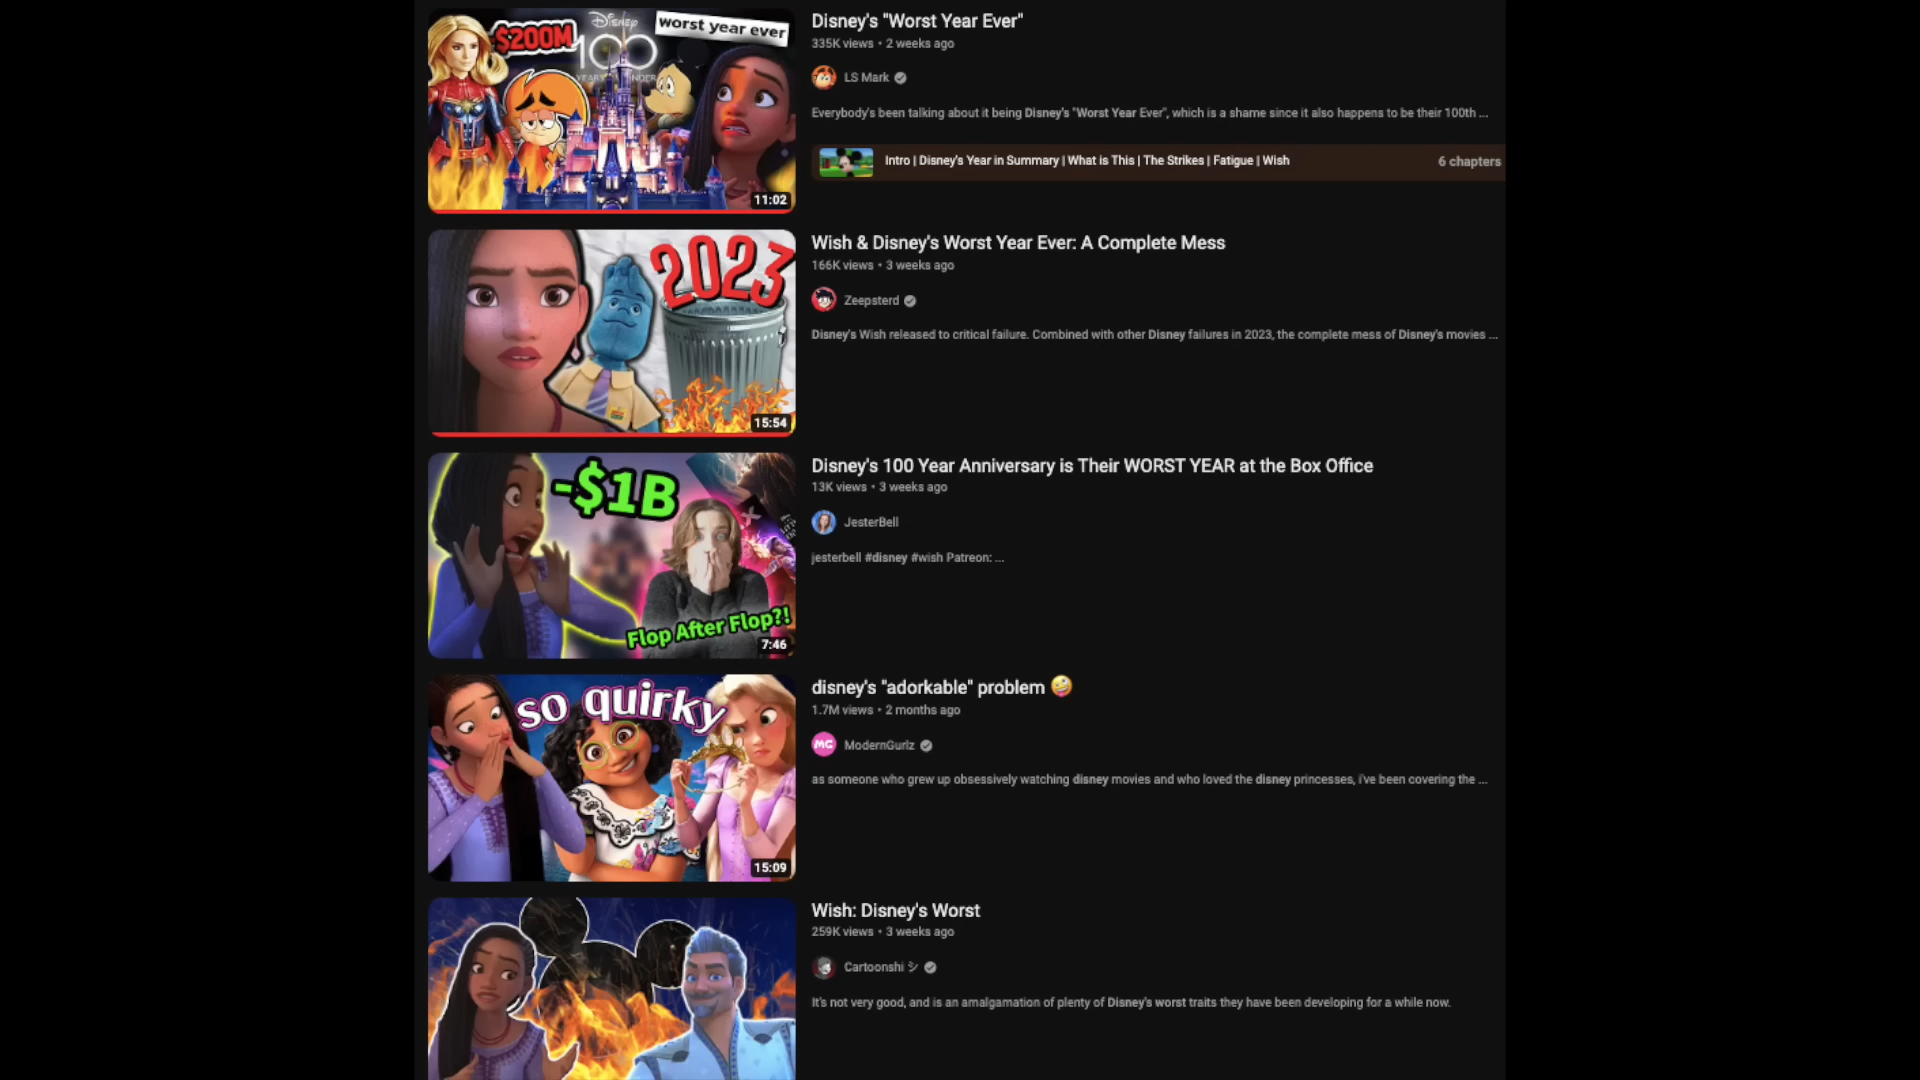 $200M
Disney
100
worst year ever
11:02
Disney's "Worst Year Ever"
335K views • 2 weeks ago
LS Mark
Everybody's been talking about it being Disney's "Worst Year Ever", which is a shame since it also happens to be their 100th ...
Intro | Disney's Year in Summary | What is This | The Strikes | Fatigue | Wish
6 chapters
2023
15:54
Wish & Disney's Worst Year Ever: A Complete Mess
166K views • 3 weeks ago
Zeepsterd
Disney's Wish released to critical failure. Combined with other Disney failures in 2023, the complete mess of Disney's movies ...
-$1B
Flop After Flop?!
7:46
Disney's 100 Year Anniversary is Their WORST YEAR at the Box Office
13K views • 3 weeks ago
JesterBell
jesterbell #disney #wish Patreon: ...
so quirky
15:09
disney's "adorkable" problem 🤪
1.7M views • 2 months ago
MG
ModernGurlz
as someone who grew up obsessively watching disney movies and who loved the disney princesses, i've been covering the ...
Wish: Disney's Worst
259K views • 3 weeks ago
Cartoonshi シ
It's not very good, and is an amalgamation of plenty of Disney's worst traits they have been developing for a while now.